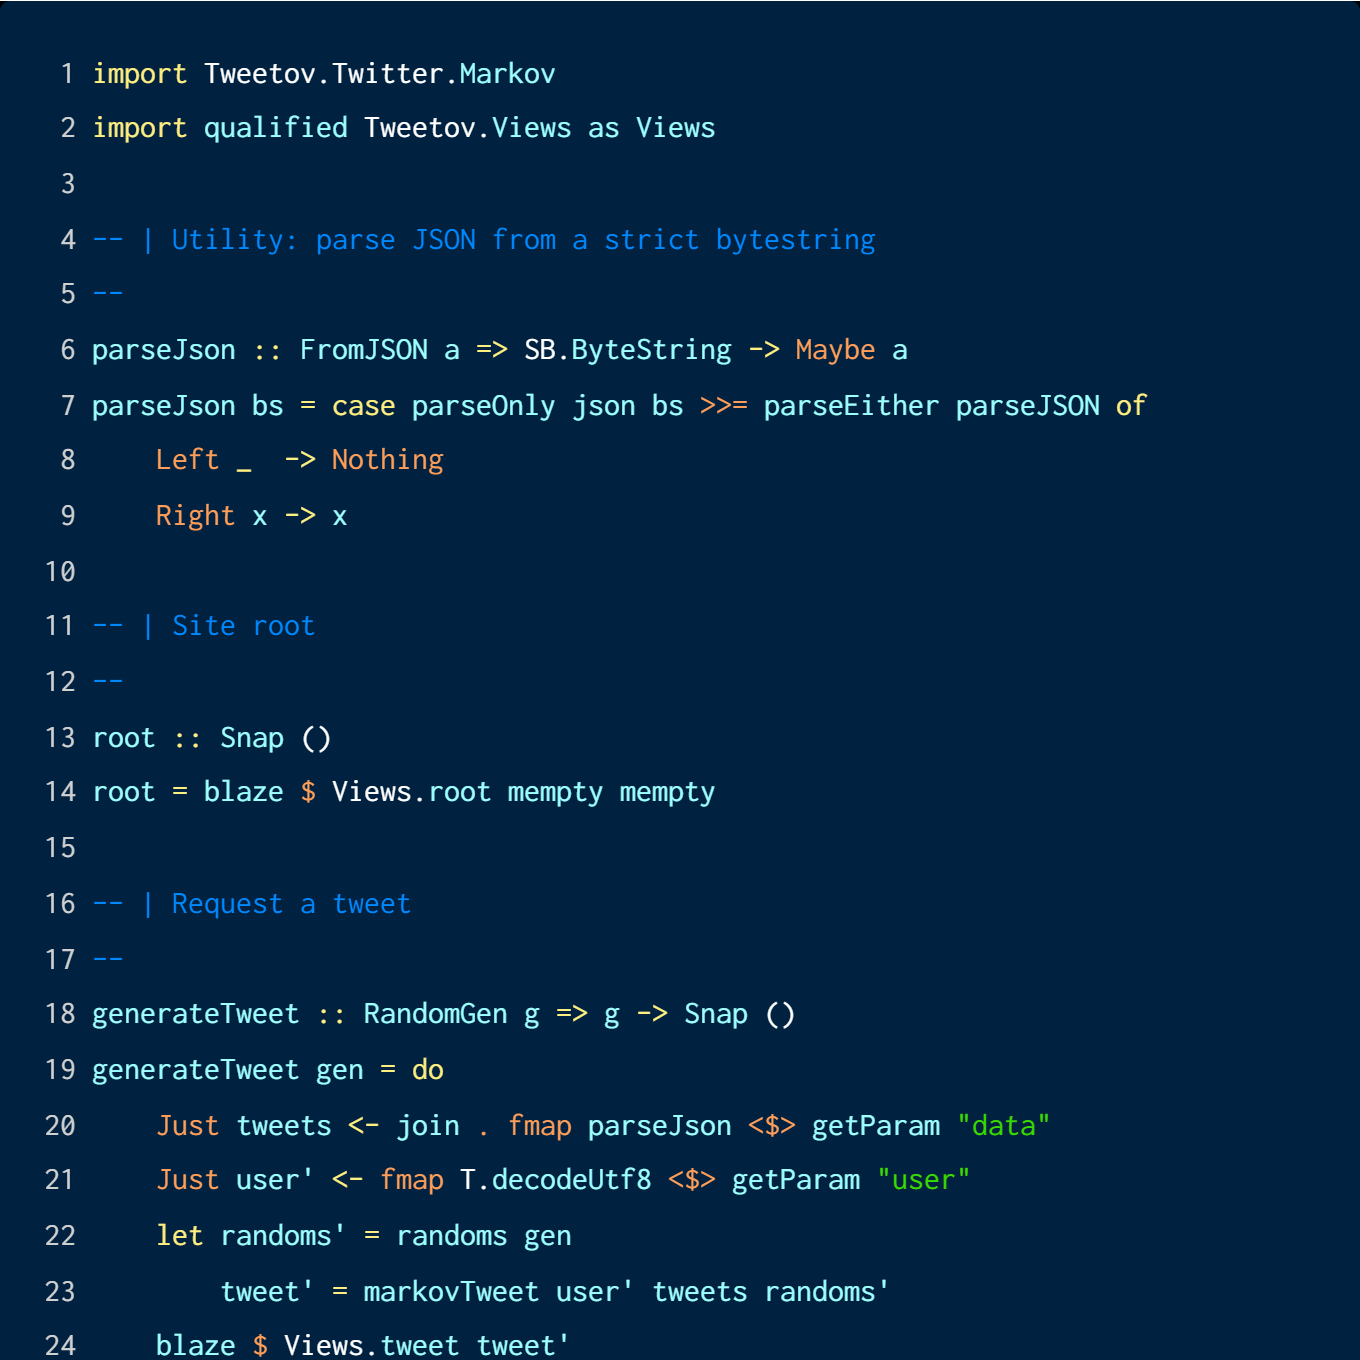 1 import Tweetov.Twitter.Markov
2 import qualified Tweetov.Views as Views
3
4 -- | Utility: parse JSON from a strict bytestring
5 --
6 parseJson :: FromJSON a => SB.ByteString -> Maybe a
7 parseJson bs = case parseOnly json bs >>= parseEither parseJSON of
8     Left _  -> Nothing
9     Right x -> x
10
11 -- | Site root
12 --
13 root :: Snap ()
14 root = blaze $ Views.root mempty mempty
15
16 -- | Request a tweet
17 --
18 generateTweet :: RandomGen g => g -> Snap ()
19 generateTweet gen = do
20     Just tweets <- join . fmap parseJson <$> getParam "data"
21     Just user' <- fmap T.decodeUtf8 <$> getParam "user"
22     let randoms' = randoms gen
23         tweet' = markovTweet user' tweets randoms'
24     blaze $ Views.tweet tweet'